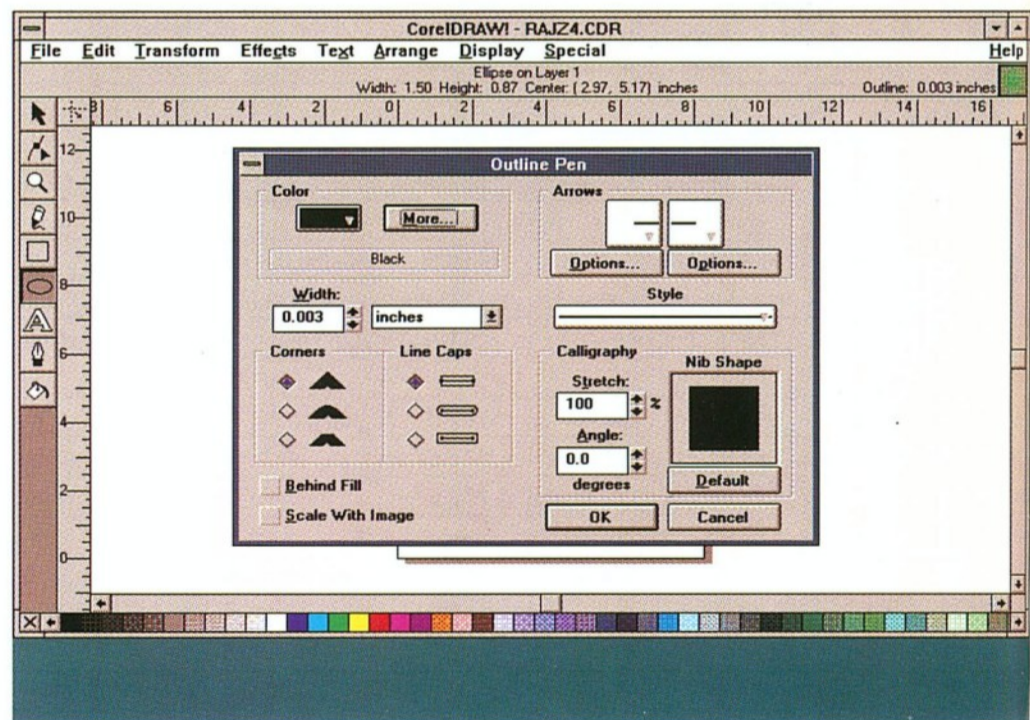 CorelDRAW! - RAJZ4.CDR
File Edit Transform Effects Text Arrange Display Special Help
Ellipse on Layer 1
Width: 1.50 Height: 0.87 Center: (2.97, 5.17) inches Outline: 0.003 inches
8 6 4 2 0 2 4 6 8 10 12 14 16
12
10
8
6
4
2
0
Outline Pen
Color
More...
Black
Arrows
Options... Options...
Width:
0.003 inches
Style
Corners Line Caps
Calligraphy
Nib Shape
Stretch:
100 %
Angle:
0.0
degrees
Default
Behind Fill
Scale With Image
OK Cancel